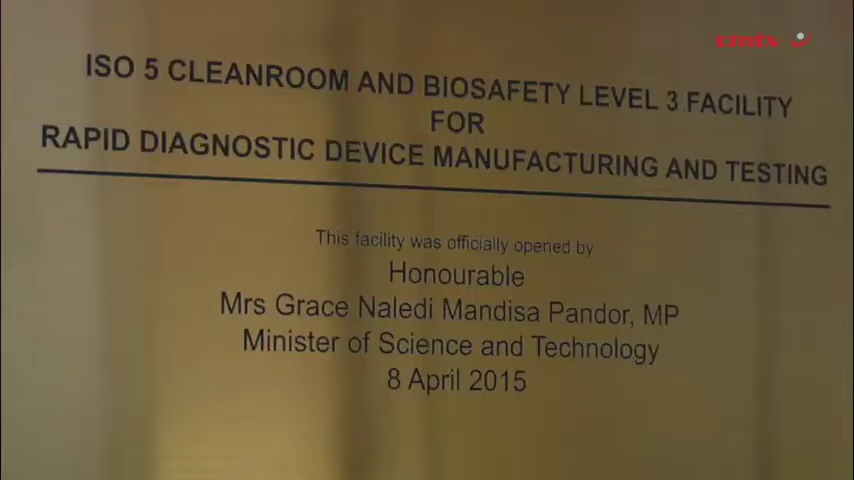 cmtv
ISO 5 CLEANROOM AND BIOSAFETY LEVEL 3 FACILITY
FOR
RAPID DIAGNOSTIC DEVICE MANUFACTURING AND TESTING
This facility was officially opened by
Honourable
Mrs Grace Naledi Mandisa Pandor, MP
Minister of Science and Technology
8 April 2015